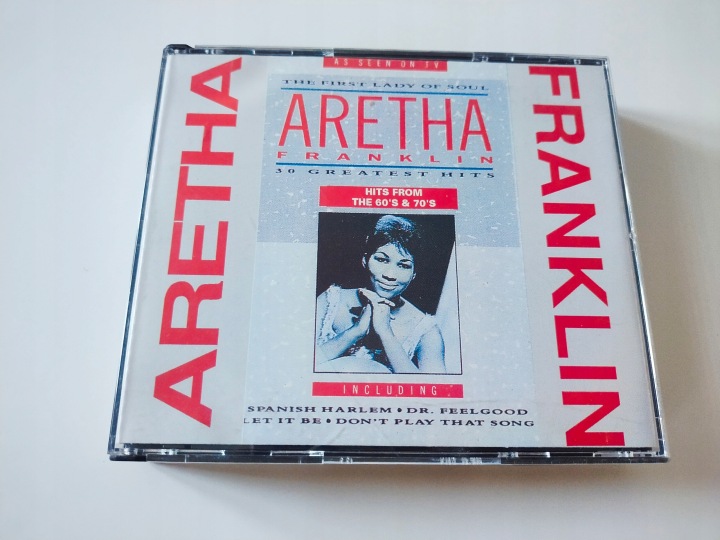 AS SEEN ON TV
THE FIRST LADY OF SOUL
ARETHA
FRANKLIN
30 GREATEST HITS
HITS FROM
THE 60'S & 70'S
INCLUDING
SPANISH HARLEM • DR. FEELGOOD
LET IT BE • DON'T PLAY THAT SONG
ARETHA
FRANKLIN